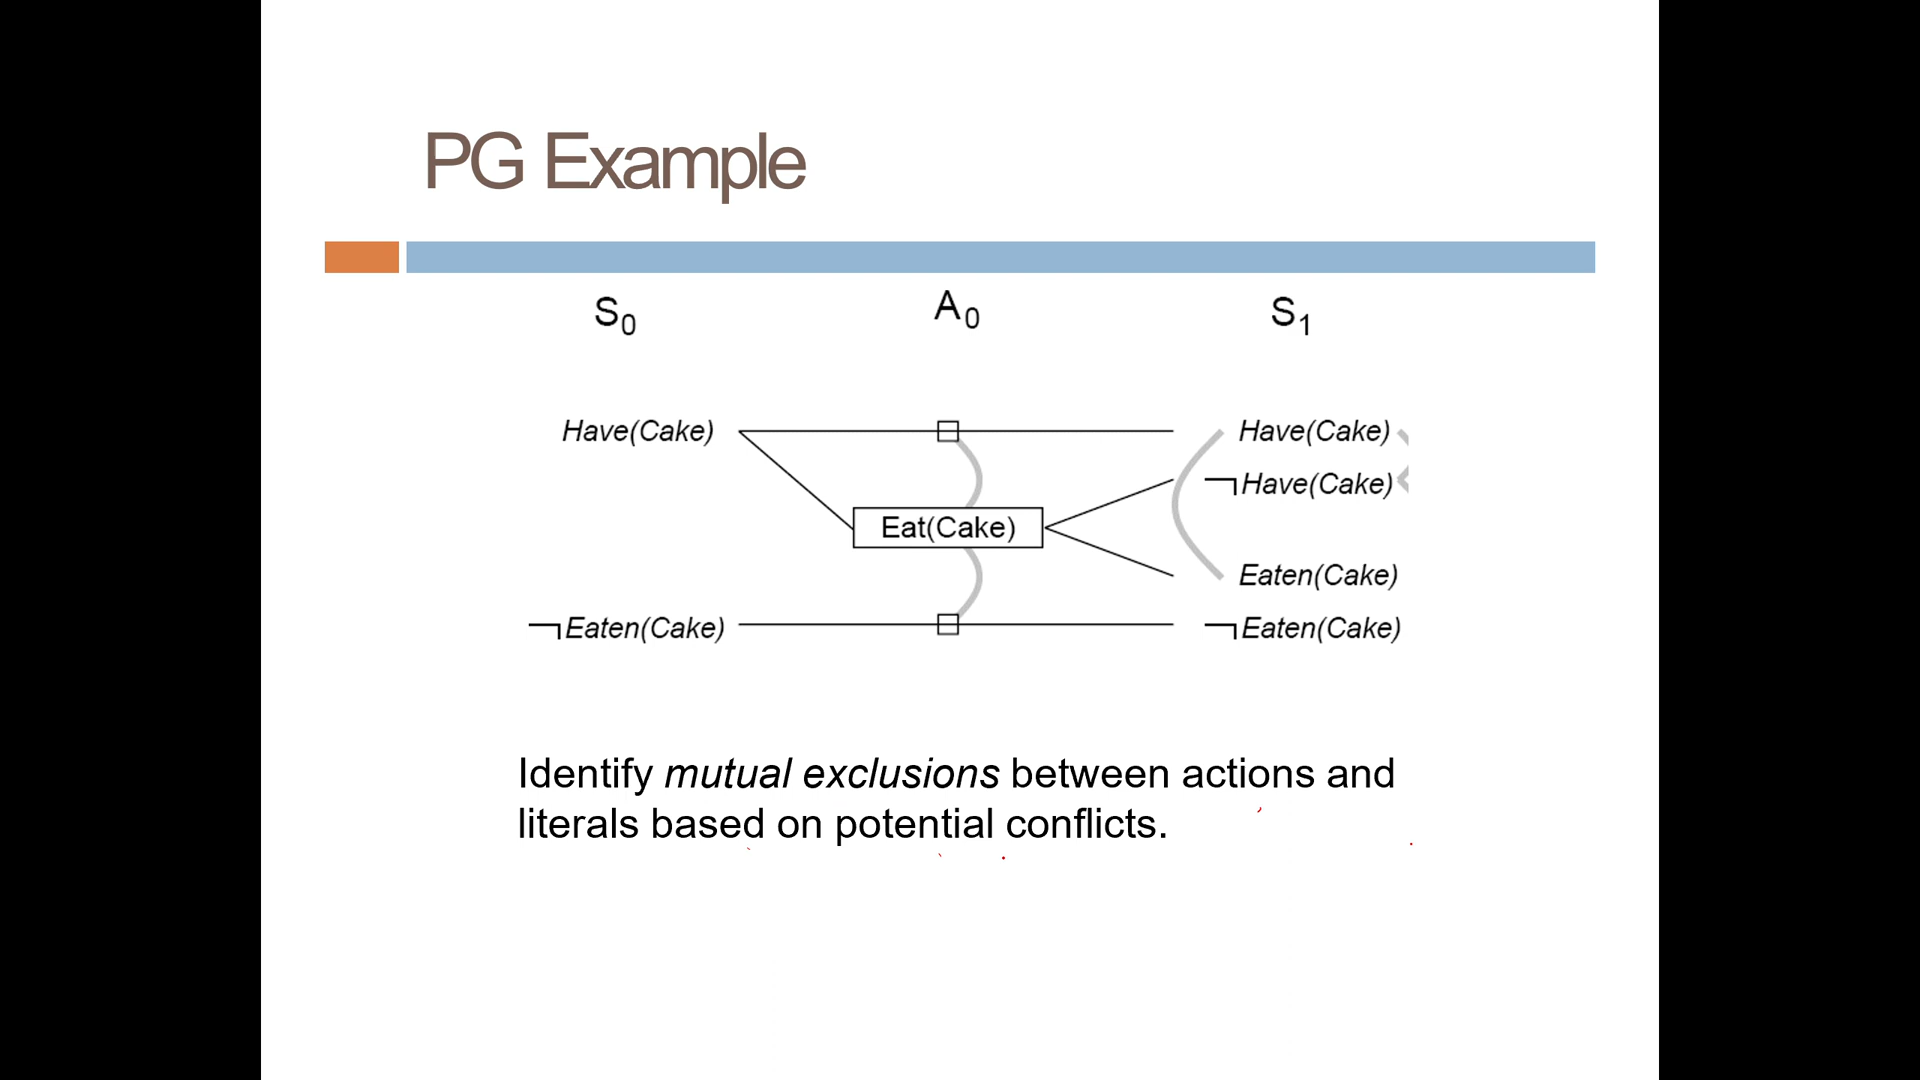 PG Example
S0 A0 S1
Have(Cake) Have(Cake)
¬Have(Cake)
Eat(Cake)
Eaten(Cake)
¬Eaten(Cake) ¬Eaten(Cake)
Identify mutual exclusions between actions and
literals based on potential conflicts.